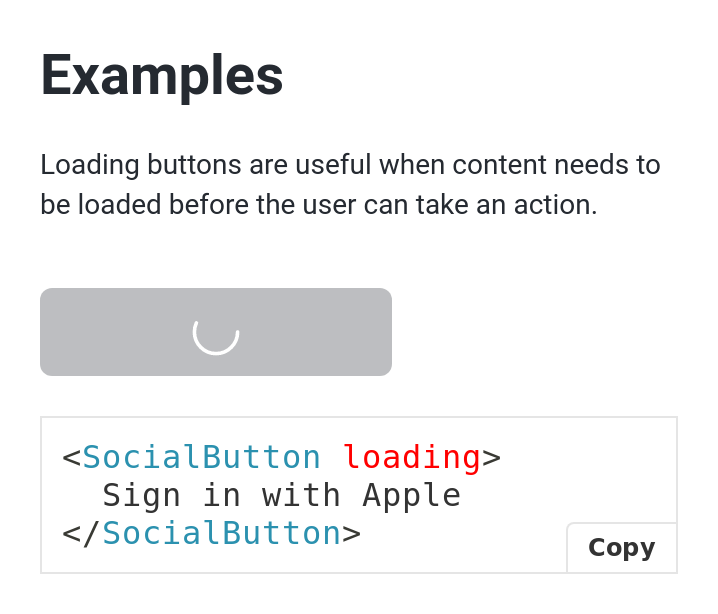 Examples
Loading buttons are useful when content needs to
be loaded before the user can take an action.
<SocialButton loading>
  Sign in with Apple
</SocialButton>
Copy